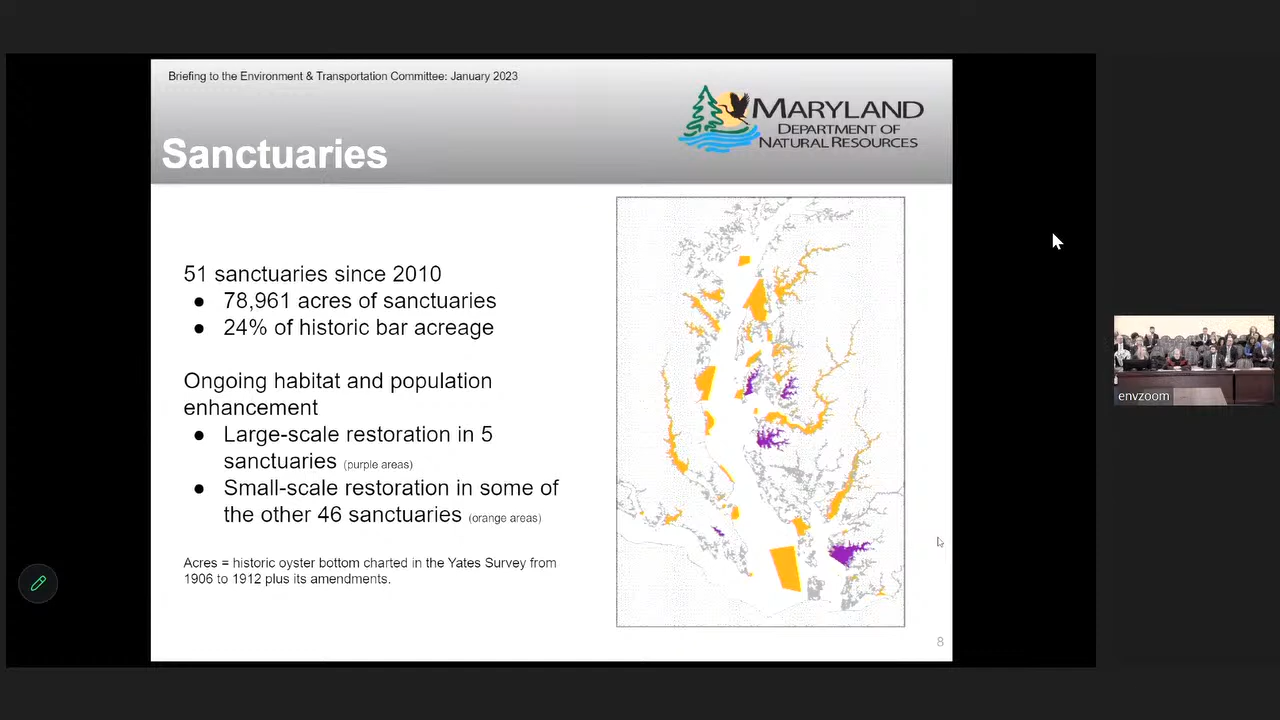 Briefing to the Environment & Transportation Committee: January 2023
MARYLAND
DEPARTMENT OF
NATURAL RESOURCES
Sanctuaries
51 sanctuaries since 2010
● 78,961 acres of sanctuaries
● 24% of historic bar acreage
Ongoing habitat and population
enhancement
● Large-scale restoration in 5
sanctuaries (purple areas)
● Small-scale restoration in some of
the other 46 sanctuaries (orange areas)
Acres = historic oyster bottom charted in the Yates Survey from
1906 to 1912 plus its amendments.
8
envzoom